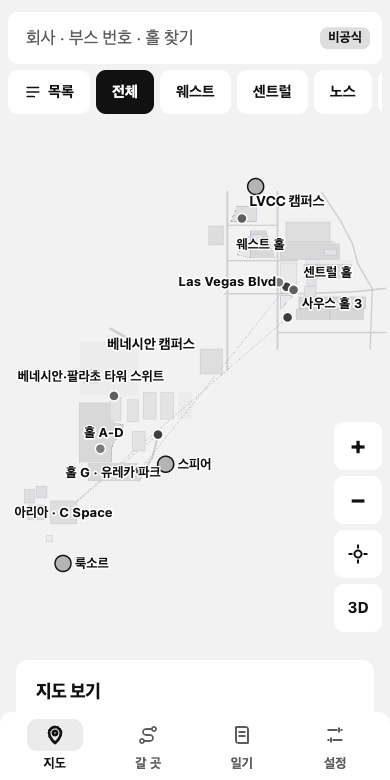 회사 · 부스 번호 · 홀 찾기
비공식
목록
전체
웨스트
센트럴
노스
LVCC 캠퍼스
웨스트 홀
센트럴 홀
Las Vegas Blvd
사우스 홀 3
베네시안 캠퍼스
베네시안·팔라초 타워 스위트
홀 A-D
홀 G · 유레카 파크
스피어
아리아 · C Space
룩소르
+
−
3D
지도 보기
지도
갈 곳
일기
설정